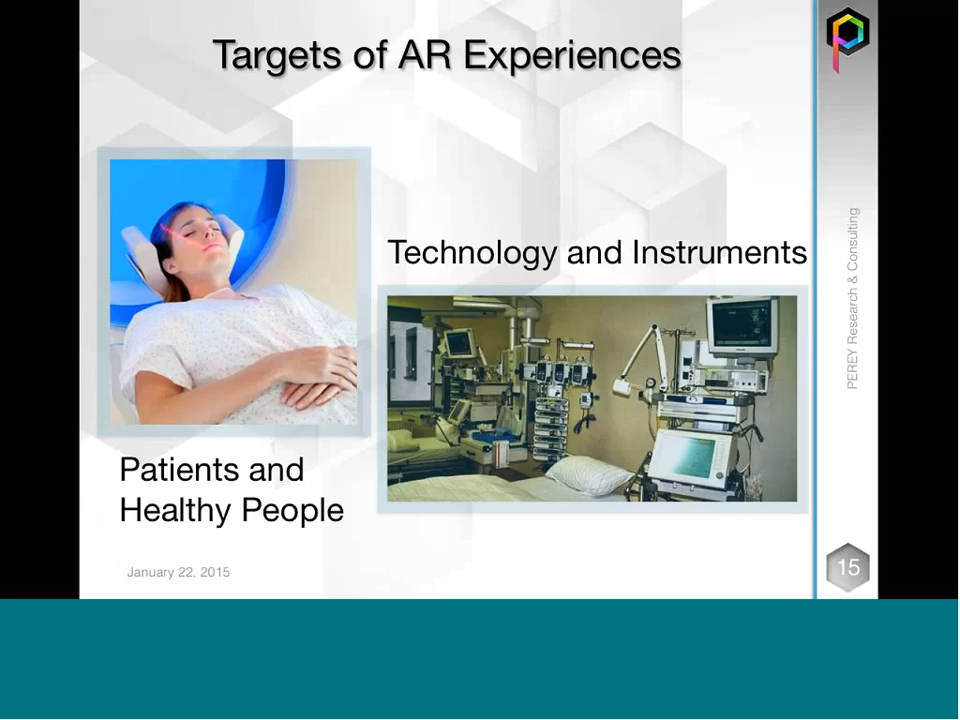 Targets of AR Experiences
Technology and Instruments
Patients and
Healthy People
January 22, 2015
PEREY Research & Consulting
15